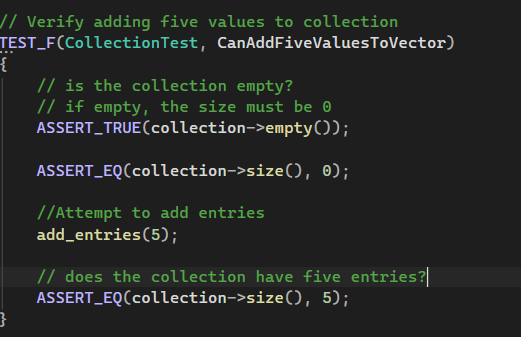 // Verify adding five values to collection
TEST_F(CollectionTest, CanAddFiveValuesToVector)
{
    // is the collection empty?
    // if empty, the size must be 0
    ASSERT_TRUE(collection->empty());

    ASSERT_EQ(collection->size(), 0);

    //Attempt to add entries
    add_entries(5);

    // does the collection have five entries?
    ASSERT_EQ(collection->size(), 5);
}